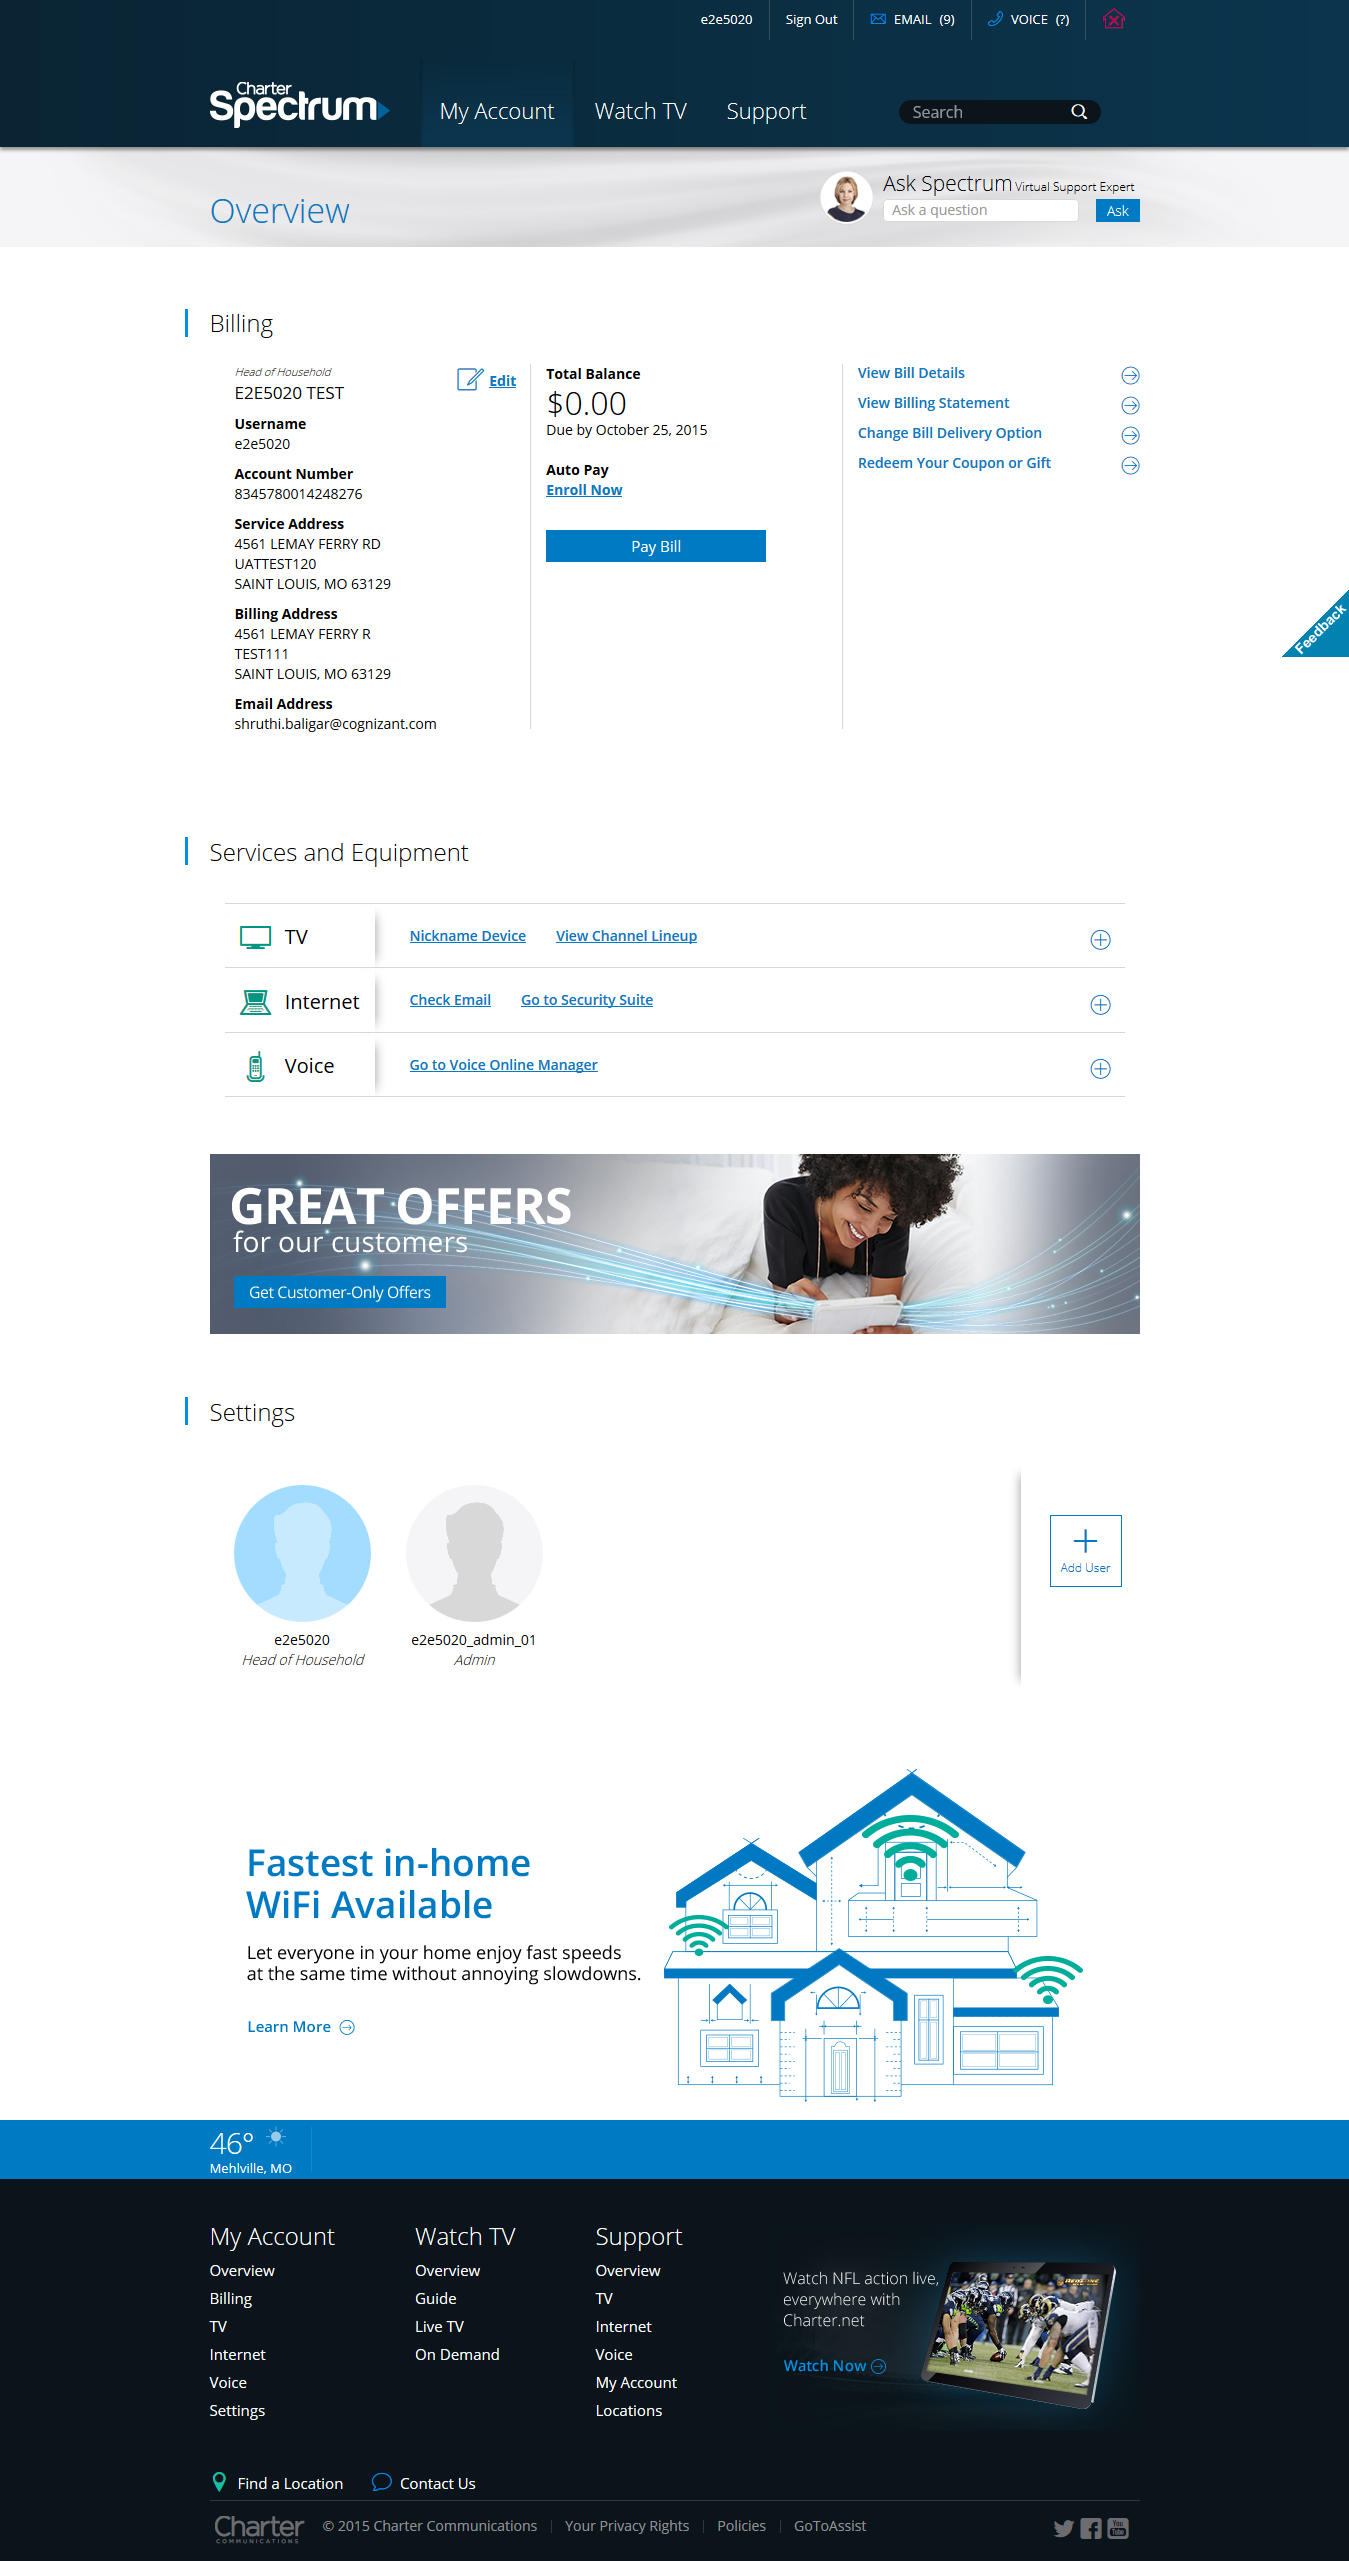 e2e5020
Sign Out
EMAIL (9)
VOICE (?)
Charter
Spectrum
My Account
Watch TV
Support
Search
Overview
Ask Spectrum Virtual Support Expert
Ask a question
Ask
Billing
Head of Household
E2E5020 TEST
Edit
Username
e2e5020
Account Number
8345780014248276
Service Address
4561 LEMAY FERRY RD
UATTEST120
SAINT LOUIS, MO 63129
Billing Address
4561 LEMAY FERRY R
TEST111
SAINT LOUIS, MO 63129
Email Address
shruthi.baligar@cognizant.com
Total Balance
$0.00
Due by October 25, 2015
Auto Pay
Enroll Now
Pay Bill
View Bill Details
View Billing Statement
Change Bill Delivery Option
Redeem Your Coupon or Gift
Feedback
Services and Equipment
TV
Nickname Device
View Channel Lineup
Internet
Check Email
Go to Security Suite
Voice
Go to Voice Online Manager
GREAT OFFERS
for our customers
Get Customer-Only Offers
Settings
e2e5020
Head of Household
e2e5020_admin_01
Admin
Add User
Fastest in-home
WiFi Available
Let everyone in your home enjoy fast speeds
at the same time without annoying slowdowns.
Learn More
46°
Mehlville, MO
My Account
Overview
Billing
TV
Internet
Voice
Settings
Watch TV
Overview
Guide
Live TV
On Demand
Support
Overview
TV
Internet
Voice
My Account
Locations
Watch NFL action live,
everywhere with
Charter.net
Watch Now
Find a Location
Contact Us
Charter
COMMUNICATIONS
© 2015 Charter Communications
Your Privacy Rights
Policies
GoToAssist
You
Tube